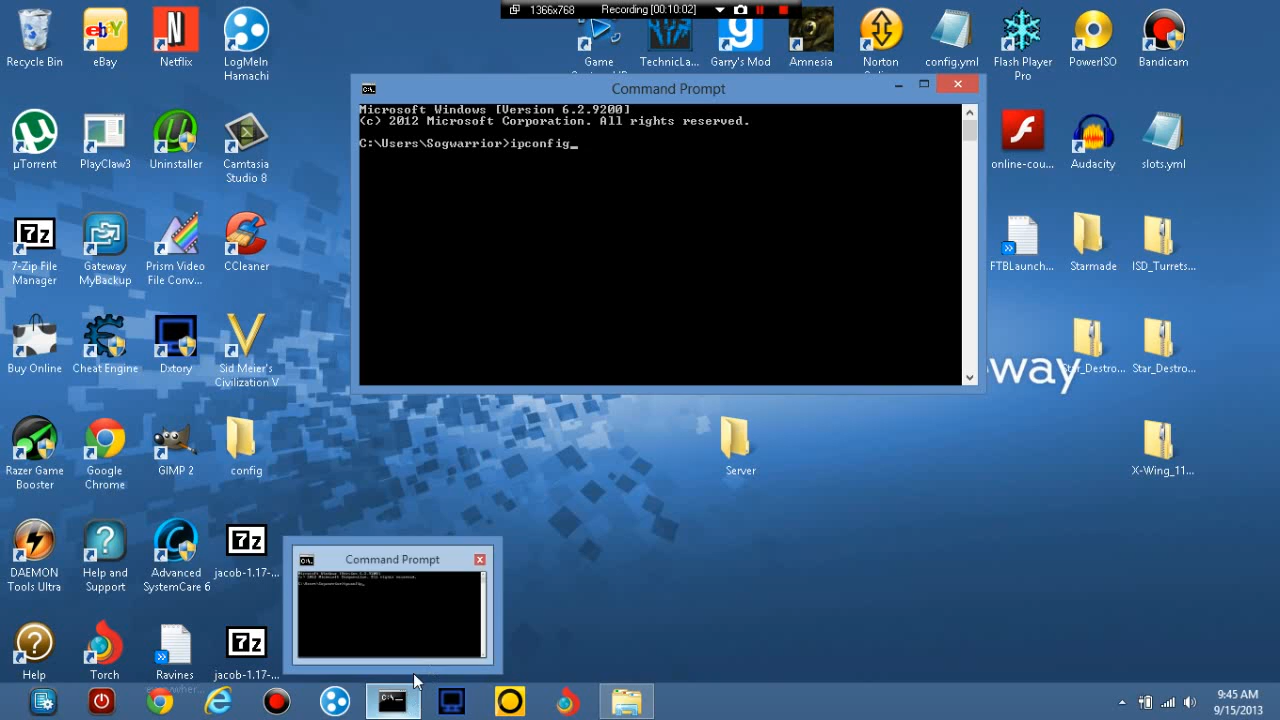 1366x768 Recording [00:10:02]
Recycle Bin
eBay
Netflix
LogMeIn
Hamachi
Game
TechnicLa...
Garry's Mod
Amnesia
Norton
config.yml
Flash Player
Pro
PowerISO
Bandicam
Command Prompt
Microsoft Windows [Version 6.2.9200]
(c) 2012 Microsoft Corporation. All rights reserved.
C:\Users\Sogwarrior>ipconfig_
µTorrent
PlayClaw3
Uninstaller
Camtasia
Studio 8
online-cou...
Audacity
slots.yml
7-Zip File
Manager
Gateway
MyBackup
Prism Video
File Conv...
CCleaner
FTBLaunch...
Starmade
ISD_Turrets...
Buy Online
Cheat Engine
Dxtory
Sid Meier's
Civilization V
Star_Destro...
Star_Destro...
way
Razer Game
Booster
Google
Chrome
GIMP 2
config
Server
X-Wing_11...
DAEMON
Tools Ultra
Help and
Support
Advanced
SystemCare 6
jacob-1.17-...
Command Prompt
Help
Torch
Ravines
jacob-1.17-...
9:45 AM
9/15/2013